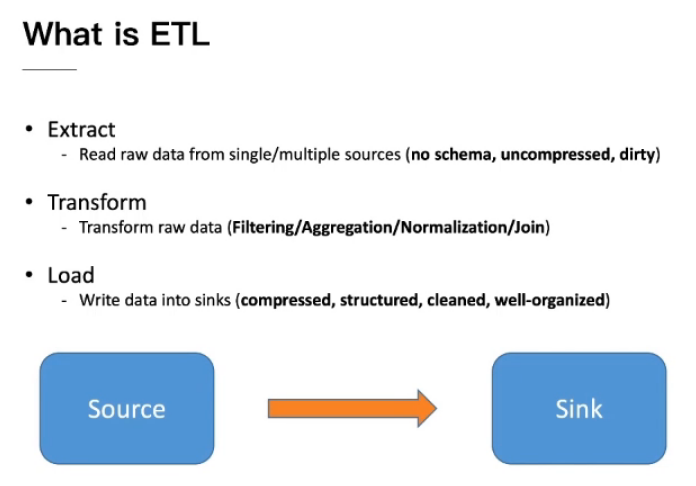 What is ETL
• Extract
- Read raw data from single/multiple sources (no schema, uncompressed, dirty)
• Transform
- Transform raw data (Filtering/Aggregation/Normalization/Join)
• Load
- Write data into sinks (compressed, structured, cleaned, well-organized)
Source
Sink